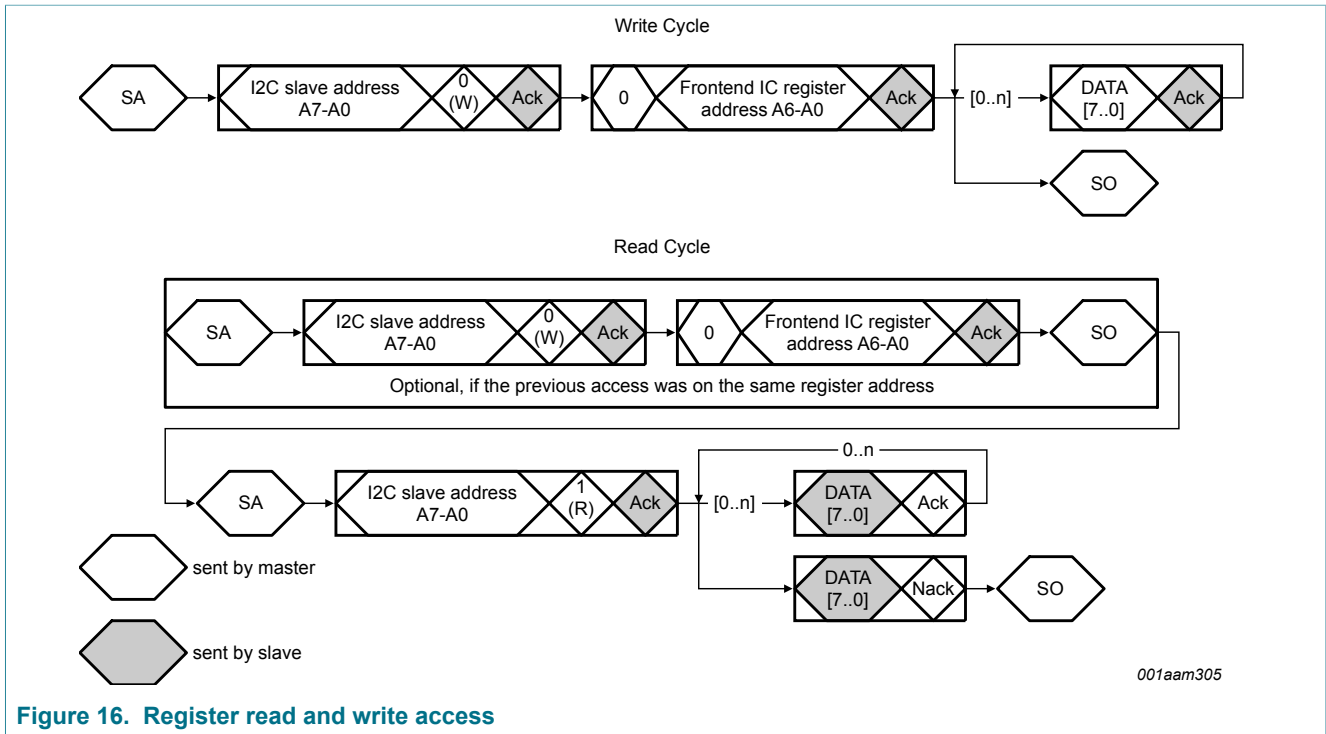 Write Cycle
SA
I2C slave address
A7-A0
0
(W)
Ack
0
Frontend IC register
address A6-A0
Ack
[0..n]
DATA
[7..0]
Ack
SO
Read Cycle
SA
I2C slave address
A7-A0
0
(W)
Ack
0
Frontend IC register
address A6-A0
Ack
SO
Optional, if the previous access was on the same register address
SA
I2C slave address
A7-A0
1
(R)
Ack
0..n
[0..n]
DATA
[7..0]
Ack
DATA
[7..0]
Nack
SO
sent by master
sent by slave
001aam305
Figure 16. Register read and write access